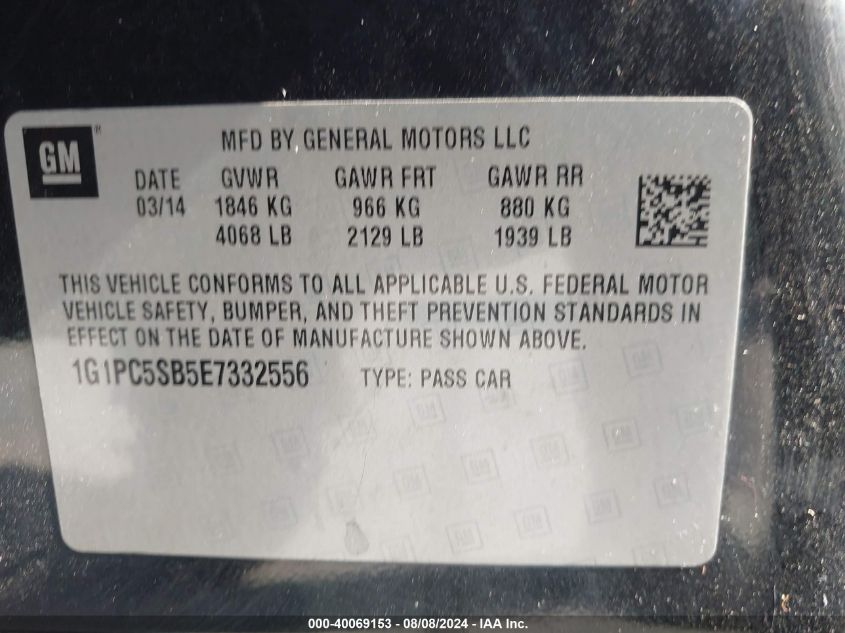 GM®
MFD BY GENERAL MOTORS LLC
DATE GVWR GAWR FRT GAWR RR
03/14 1846 KG 966 KG 880 KG
4068 LB 2129 LB 1939 LB
THIS VEHICLE CONFORMS TO ALL APPLICABLE U.S. FEDERAL MOTOR
VEHICLE SAFETY, BUMPER, AND THEFT PREVENTION STANDARDS IN
EFFECT ON THE DATE OF MANUFACTURE SHOWN ABOVE.
1G1PC5SB5E7332556 TYPE: PASS CAR
000-40069153 - 08/08/2024 - IAA Inc.